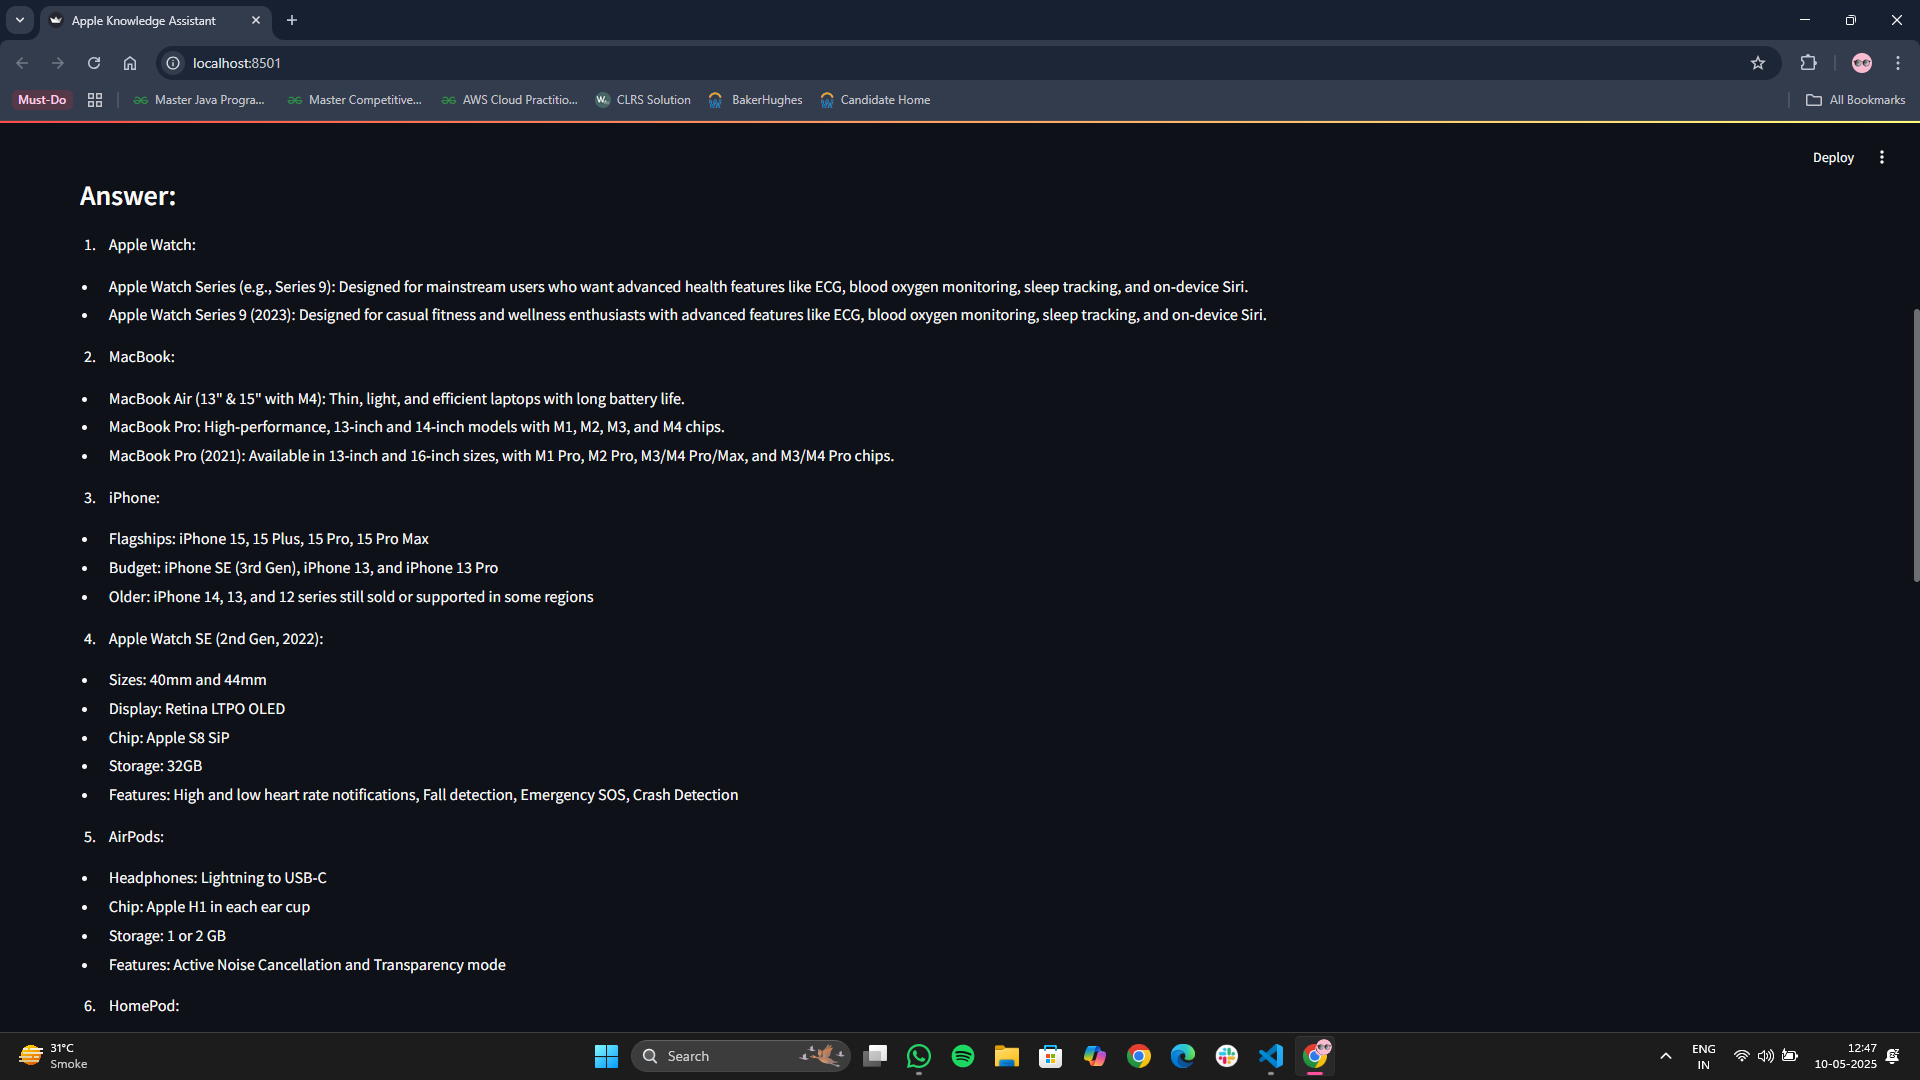 Apple Knowledge Assistant
localhost:8501
Must-Do
Master Java Progra...
Master Competitive...
AWS Cloud Practitio...
CLRS Solution
BakerHughes
Candidate Home
All Bookmarks
Deploy
Answer:
1. Apple Watch:
• Apple Watch Series (e.g., Series 9): Designed for mainstream users who want advanced health features like ECG, blood oxygen monitoring, sleep tracking, and on-device Siri.
• Apple Watch Series 9 (2023): Designed for casual fitness and wellness enthusiasts with advanced features like ECG, blood oxygen monitoring, sleep tracking, and on-device Siri.
2. MacBook:
• MacBook Air (13" & 15" with M4): Thin, light, and efficient laptops with long battery life.
• MacBook Pro: High-performance, 13-inch and 14-inch models with M1, M2, M3, and M4 chips.
• MacBook Pro (2021): Available in 13-inch and 16-inch sizes, with M1 Pro, M2 Pro, M3/M4 Pro/Max, and M3/M4 Pro chips.
3. iPhone:
• Flagships: iPhone 15, 15 Plus, 15 Pro, 15 Pro Max
• Budget: iPhone SE (3rd Gen), iPhone 13, and iPhone 13 Pro
• Older: iPhone 14, 13, and 12 series still sold or supported in some regions
4. Apple Watch SE (2nd Gen, 2022):
• Sizes: 40mm and 44mm
• Display: Retina LTPO OLED
• Chip: Apple S8 SiP
• Storage: 32GB
• Features: High and low heart rate notifications, Fall detection, Emergency SOS, Crash Detection
5. AirPods:
• Headphones: Lightning to USB-C
• Chip: Apple H1 in each ear cup
• Storage: 1 or 2 GB
• Features: Active Noise Cancellation and Transparency mode
6. HomePod:
31°C
Smoke
Search
ENG
IN
12:47
10-05-2025